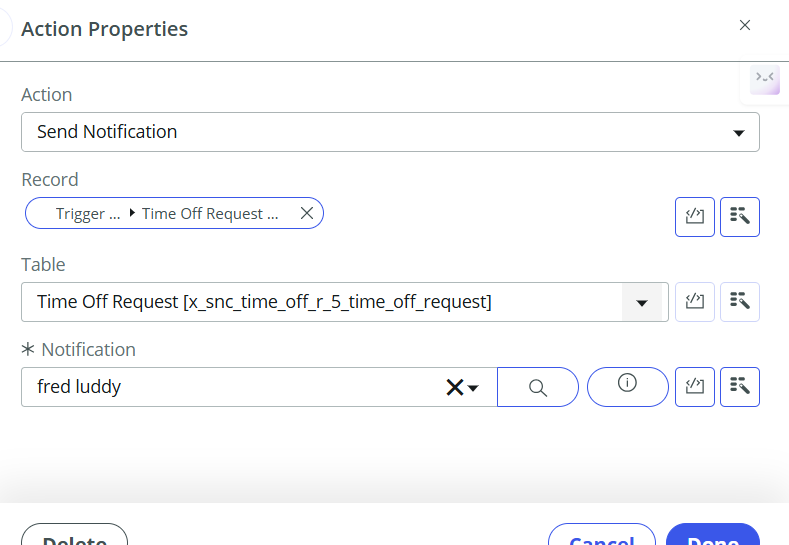 Action Properties
Action
Send Notification
Record
Trigger ... Time Off Request ...
Table
Time Off Request [x_snc_time_off_r_5_time_off_request]
* Notification
fred luddy
Delete
Cancel
Done